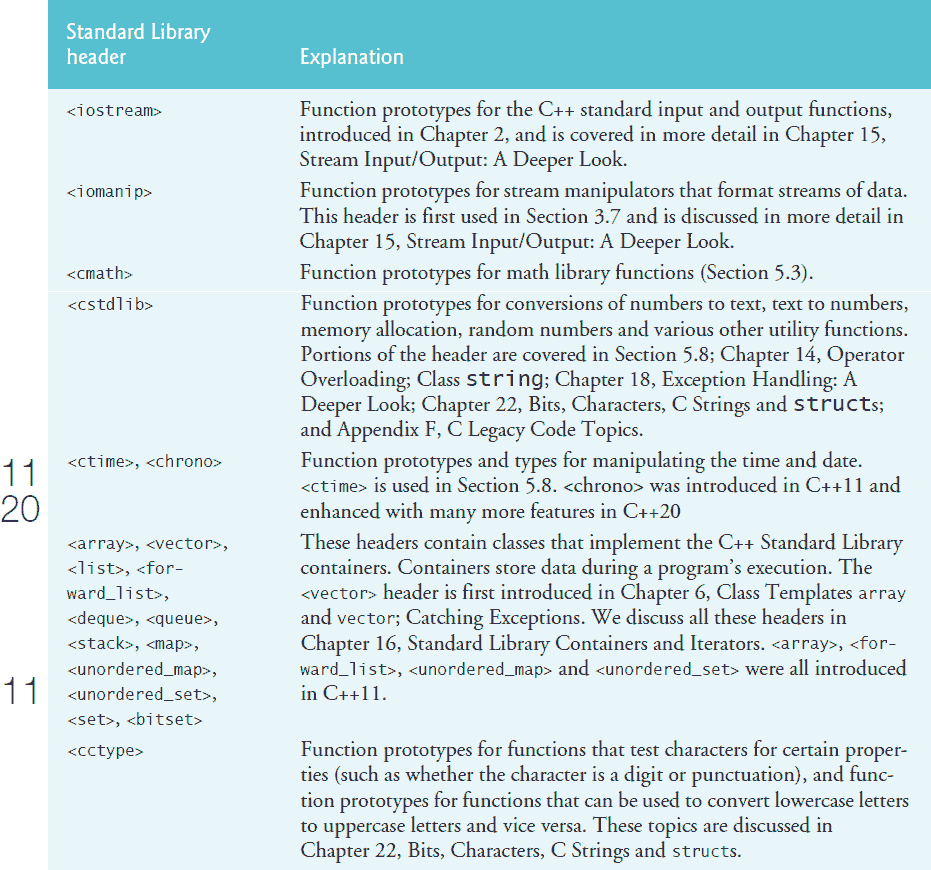 Standard Library
header
Explanation
<iostream>
Function prototypes for the C++ standard input and output functions,
introduced in Chapter 2, and is covered in more detail in Chapter 15,
Stream Input/Output: A Deeper Look.
<iomanip>
Function prototypes for stream manipulators that format streams of data.
This header is first used in Section 3.7 and is discussed in more detail in
Chapter 15, Stream Input/Output: A Deeper Look.
<cmath>
Function prototypes for math library functions (Section 5.3).
<cstdlib>
Function prototypes for conversions of numbers to text, text to numbers,
memory allocation, random numbers and various other utility functions.
Portions of the header are covered in Section 5.8; Chapter 14, Operator
Overloading; Class string; Chapter 18, Exception Handling: A
Deeper Look; Chapter 22, Bits, Characters, C Strings and structs;
and Appendix F, C Legacy Code Topics.
11
20
<ctime>, <chrono>
Function prototypes and types for manipulating the time and date.
<ctime> is used in Section 5.8. <chrono> was introduced in C++11 and
enhanced with many more features in C++20
11
<array>, <vector>,
<list>, <for-
ward_list>,
<deque>, <queue>,
<stack>, <map>,
<unordered_map>,
<unordered_set>,
<set>, <bitset>
These headers contain classes that implement the C++ Standard Library
containers. Containers store data during a program's execution. The
<vector> header is first introduced in Chapter 6, Class Templates array
and vector; Catching Exceptions. We discuss all these headers in
Chapter 16, Standard Library Containers and Iterators. <array>, <for-
ward_list>, <unordered_map> and <unordered_set> were all introduced
in C++11.
<cctype>
Function prototypes for functions that test characters for certain proper-
ties (such as whether the character is a digit or punctuation), and func-
tion prototypes for functions that can be used to convert lowercase letters
to uppercase letters and vice versa. These topics are discussed in
Chapter 22, Bits, Characters, C Strings and structs.